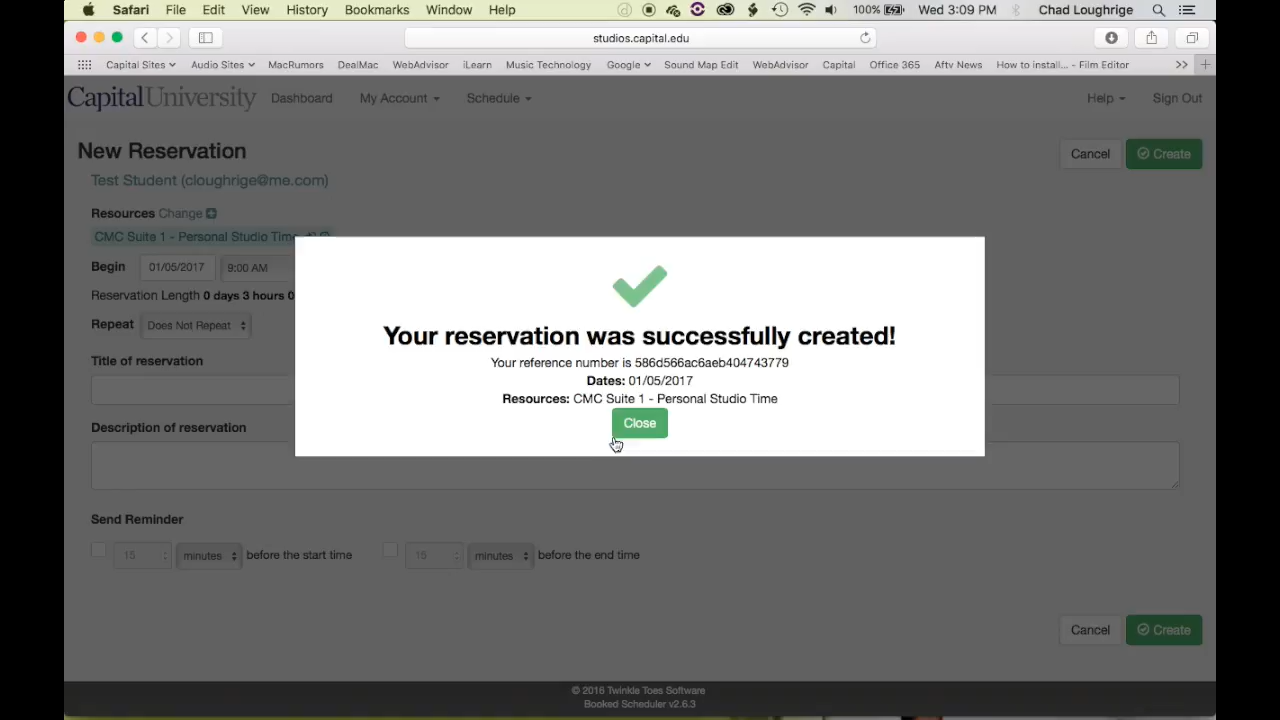 Safari File Edit View History Bookmarks Window Help 100% Wed 3:09 PM Chad Loughrige
studios.capital.edu
Capital Sites Audio Sites MacRumors DealMac WebAdvisor iLearn Music Technology Google Sound Map Edit WebAdvisor Capital Office 365 Aftv News How to install... - Film Editor >> +
Capital University Dashboard My Account Schedule Help Sign Out
New Reservation
Cancel Create
Test Student (cloughrige@me.com)
Resources Change
CMC Suite 1 - Personal Studio Time
Begin 01/05/2017 9:00 AM
Reservation Length 0 days 3 hours 0
Repeat Does Not Repeat
Title of reservation
Your reservation was successfully created!
Your reference number is 586d566ac6aeb404743779
Dates: 01/05/2017
Resources: CMC Suite 1 - Personal Studio Time
Close
Description of reservation
Send Reminder
15 minutes before the start time 15 minutes before the end time
Cancel Create
© 2016 Twinkle Toes Software
Booked Scheduler v2.6.3